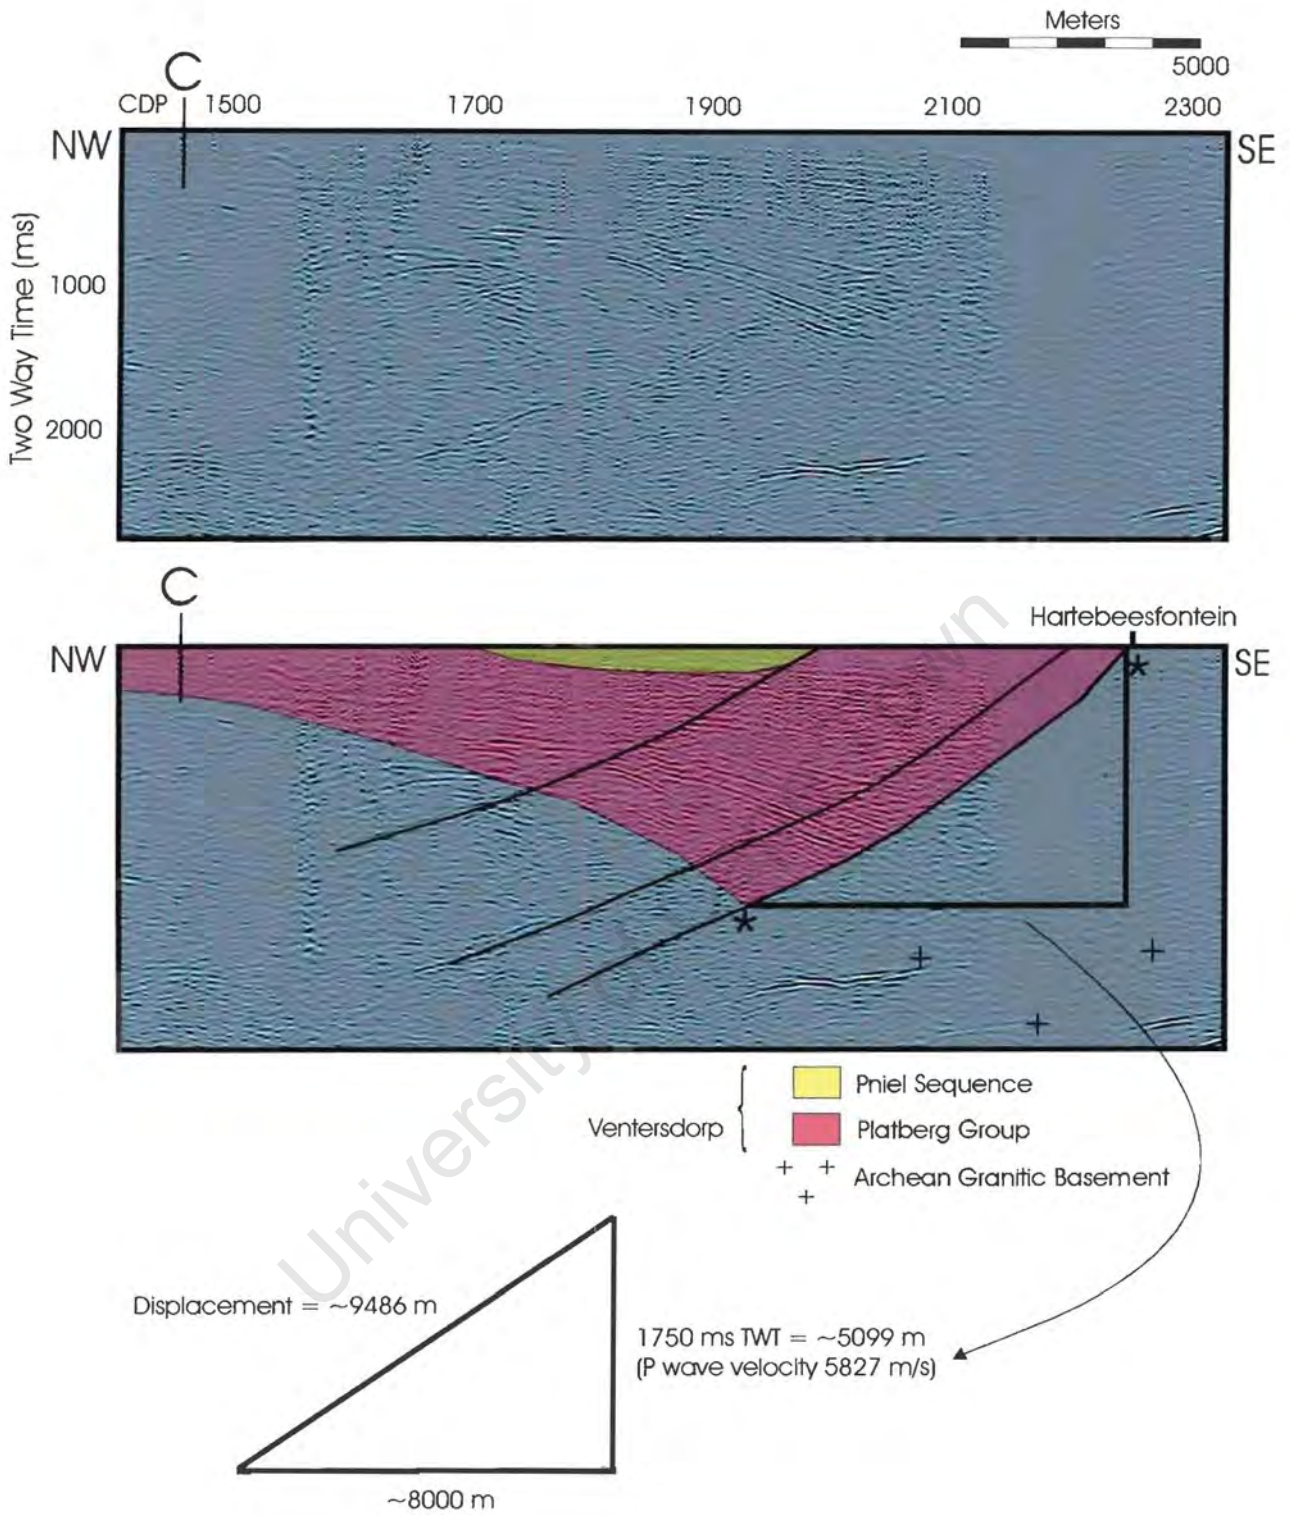 Meters
5000
C
CDP 1500 1700 1900 2100 2300
NW SE
Two Way Time (ms)
1000
2000
C
Hartebeesfontein
NW SE
Ventersdorp
Pniel Sequence
Platberg Group
Archean Granitic Basement
Displacement = ~9486 m
1750 ms TWT = ~5099 m
(P wave velocity 5827 m/s)
~8000 m